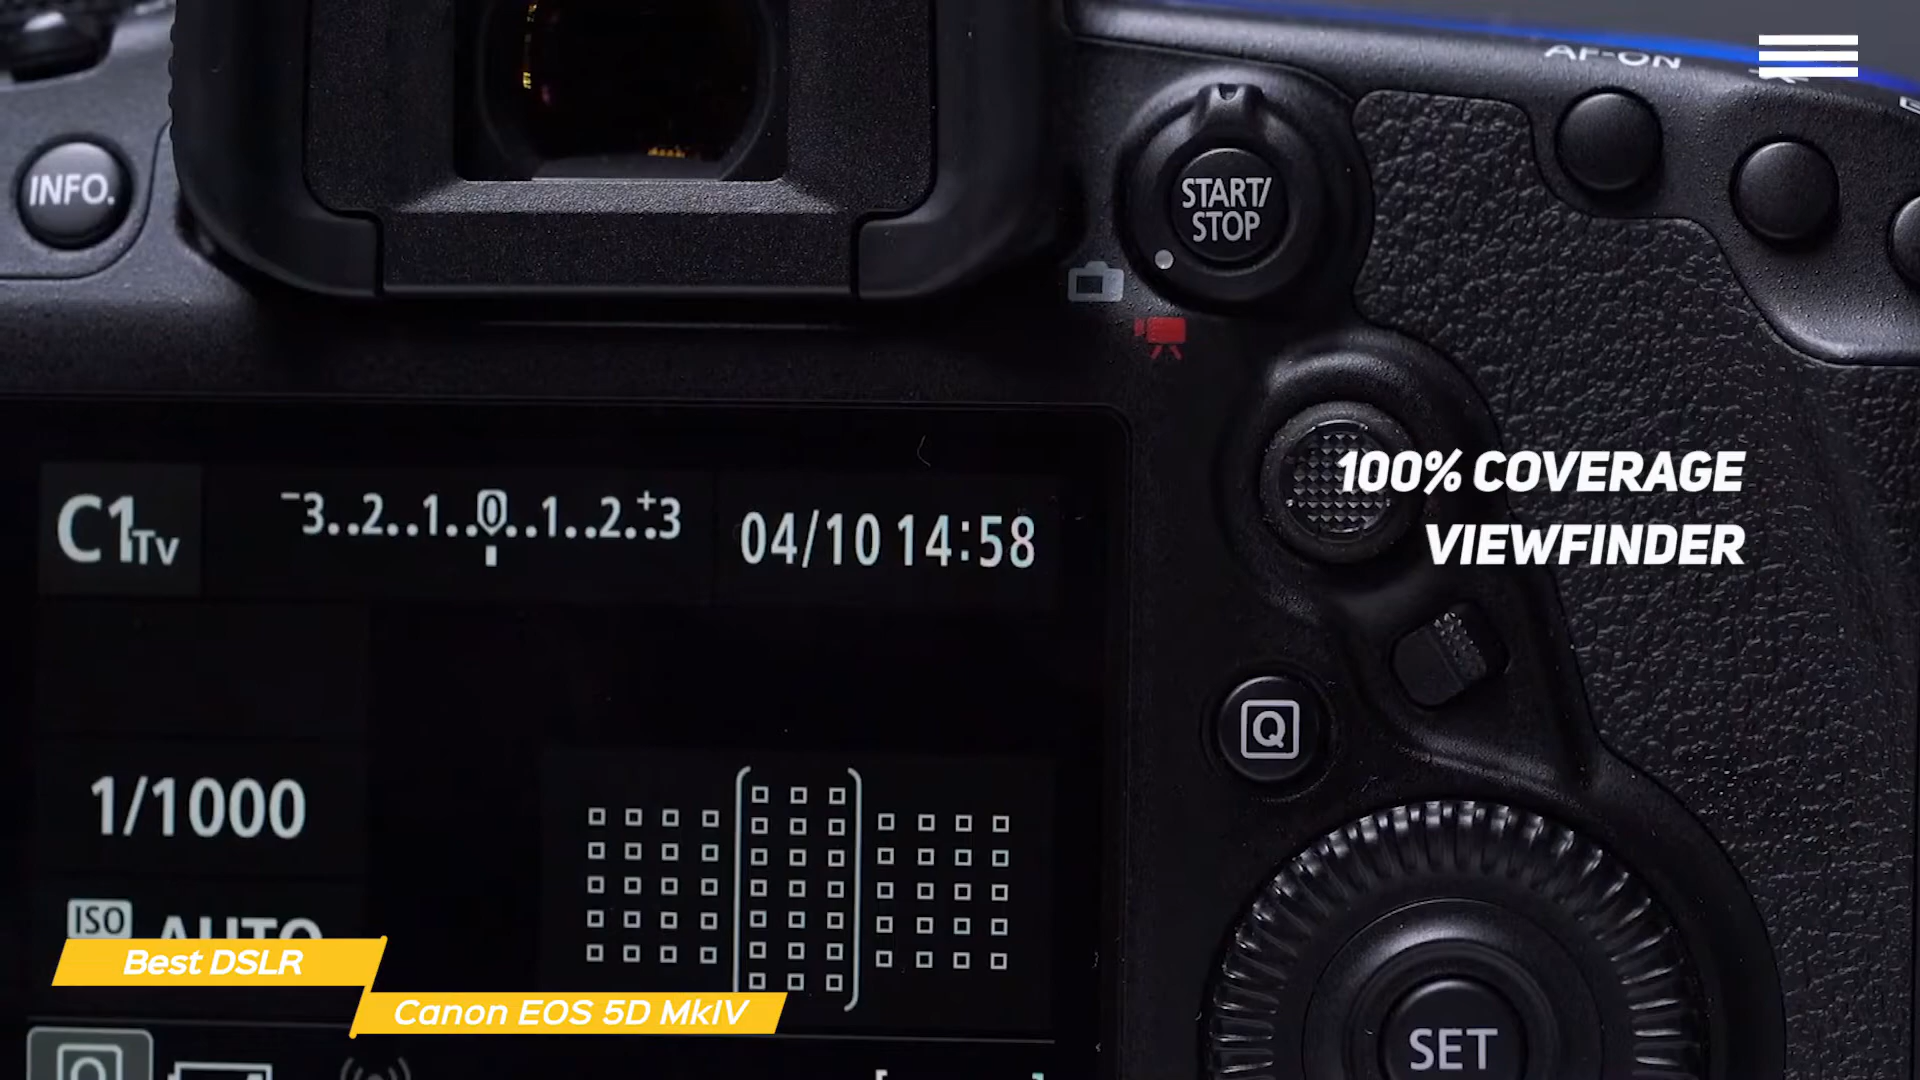 AF-ON
INFO.
START/
STOP
100% COVERAGE
VIEWFINDER
C1Tv
-3..2..1..0..1..2..+3
04/10 14:58
Q
1/1000
ISO AUTO
Best DSLR
Canon EOS 5D MkIV
SET
Q